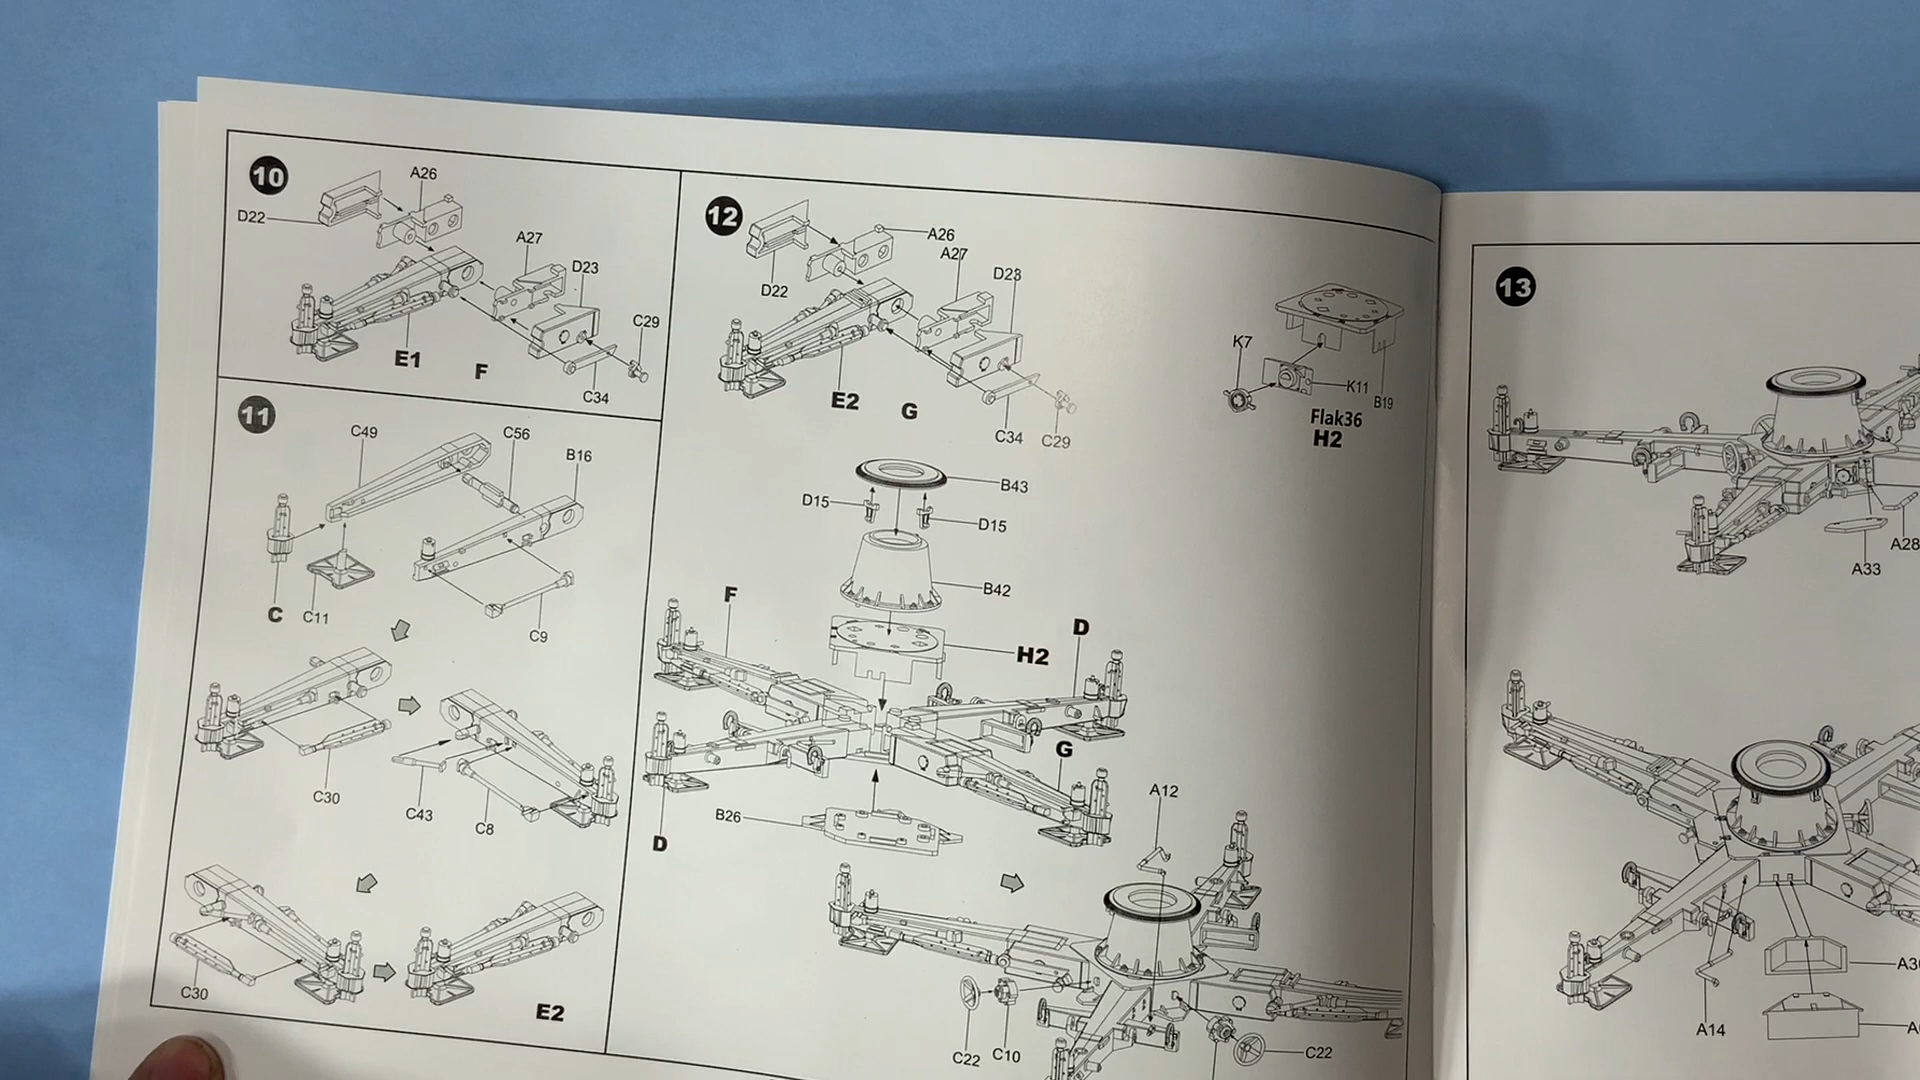 10
A26
D22
A27
D23
C29
E1
F
C34
11
C49
C56
B16
C
C11
C9
C30
C43
C8
C30
E2
12
A26
A27
D23
D22
E2
G
C34
C29
K7
K11
B19
Flak36
H2
B43
D15
D15
B42
F
D
H2
G
A12
B26
D
C22
C10
C22
13
A28
A33
A14